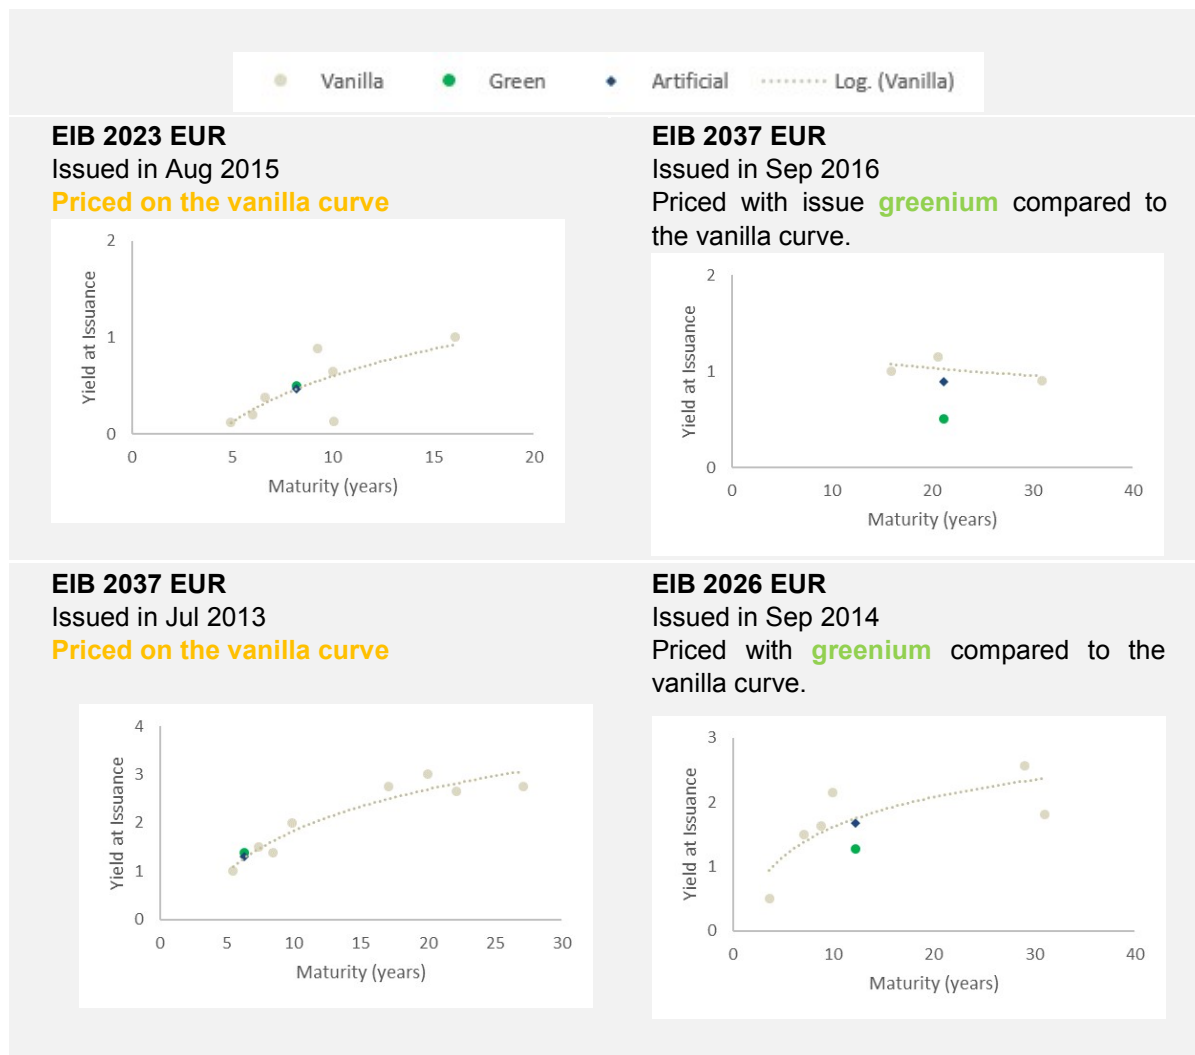 Vanilla Green Artificial Log. (Vanilla)
EIB 2023 EUR
Issued in Aug 2015
Priced on the vanilla curve
2
1
0
Yield at Issuance
0 5 10 15 20
Maturity (years)
EIB 2037 EUR
Issued in Sep 2016
Priced with issue greenium compared to
the vanilla curve.
2
1
0
Yield at Issuance
0 10 20 30 40
Maturity (years)
EIB 2037 EUR
Issued in Jul 2013
Priced on the vanilla curve
4
3
2
1
0
Yield at Issuance
0 5 10 15 20 25 30
Maturity (years)
EIB 2026 EUR
Issued in Sep 2014
Priced with greenium compared to the
vanilla curve.
3
2
1
0
Yield at Issuance
0 10 20 30 40
Maturity (years)